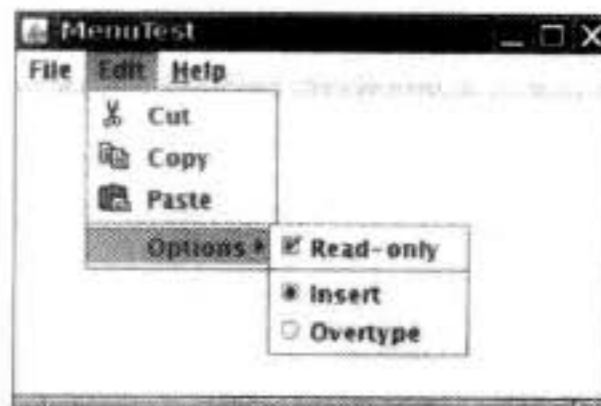 MenuTest
File Edit Help
Cut
Copy
Paste
Options
Read-only
Insert
Overtype